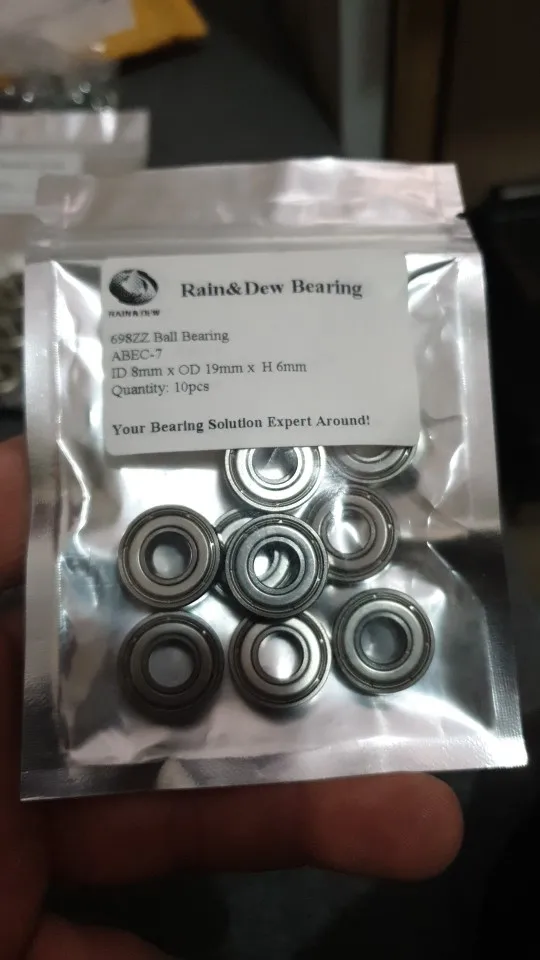 RAIN&DEW
Rain&Dew Bearing
698ZZ Ball Bearing
ABEC-7
ID 8mm x OD 19mm x H 6mm
Quantity: 10pcs
Your Bearing Solution Expert Around!